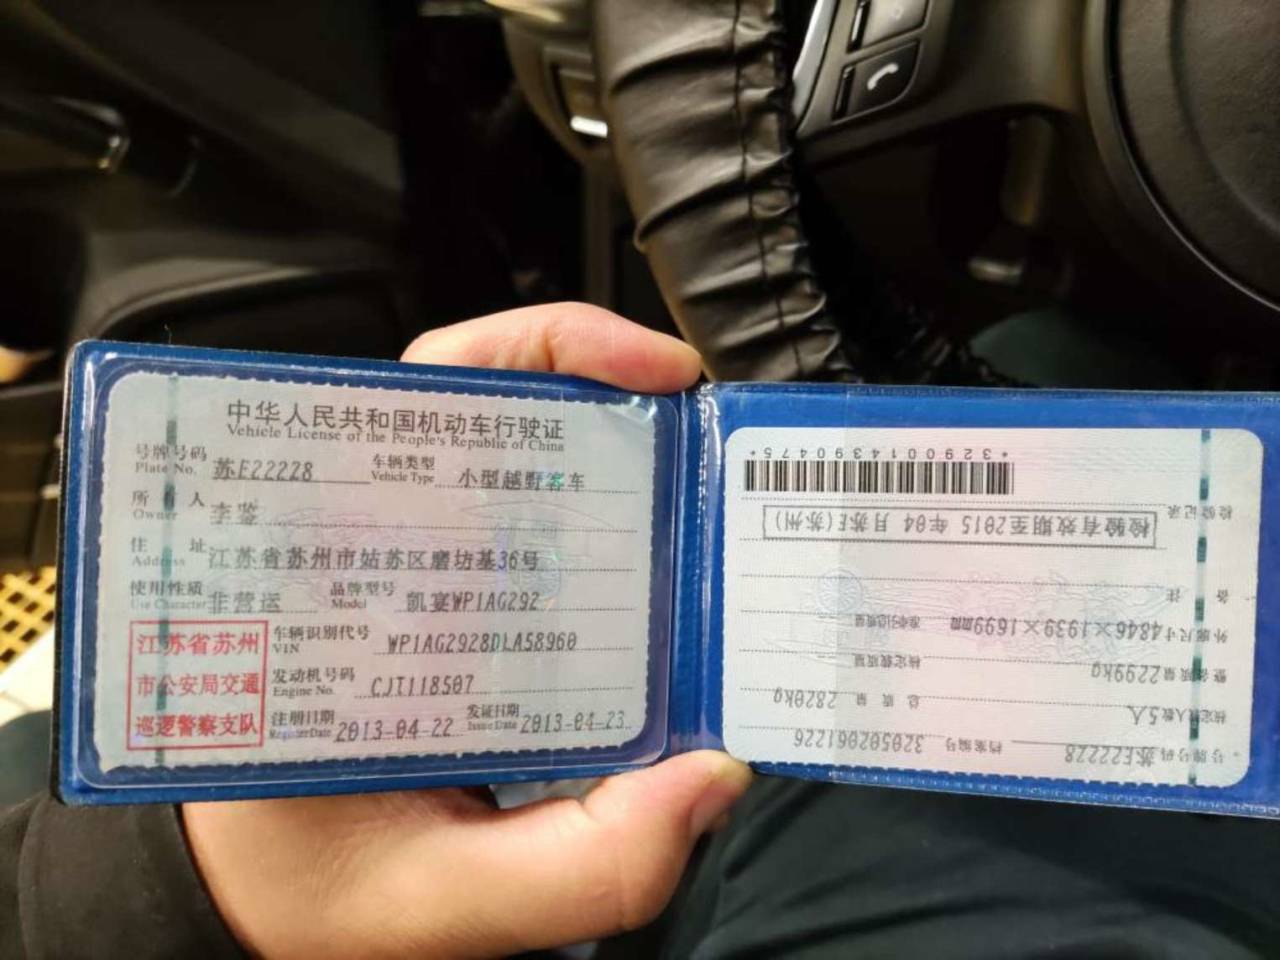 中华人民共和国机动车行驶证
Vehicle License of the People's Republic of China
号牌号码 Plate No. 苏E222Z8 车辆类型 Vehicle Type 小型越野客车
所有人 Owner 李鉴
住址 Address 江苏省苏州市姑苏区磨坊基36号
使用性质 Use Character 非营运 品牌型号 Model 凯宴WP1AG292
江苏省苏州
市公安局交通
巡逻警察支队
车辆识别代号 VIN WP1AG2928DLA58960
发动机号码 Engine No. CJT118507
注册日期 Register Date 2013-04-22 发证日期 Issue Date 2013-04-23
号牌号码 苏E222Z8 档案编号 320502061226
核定载人数 5人 总质量 2820kg
整备质量 2299kg 核定载质量
外廓尺寸 4846×1939×1699mm 准牵引总质量
备注
检验记录 检验有效期至2015年04月苏E(苏州)
*3290014390475*